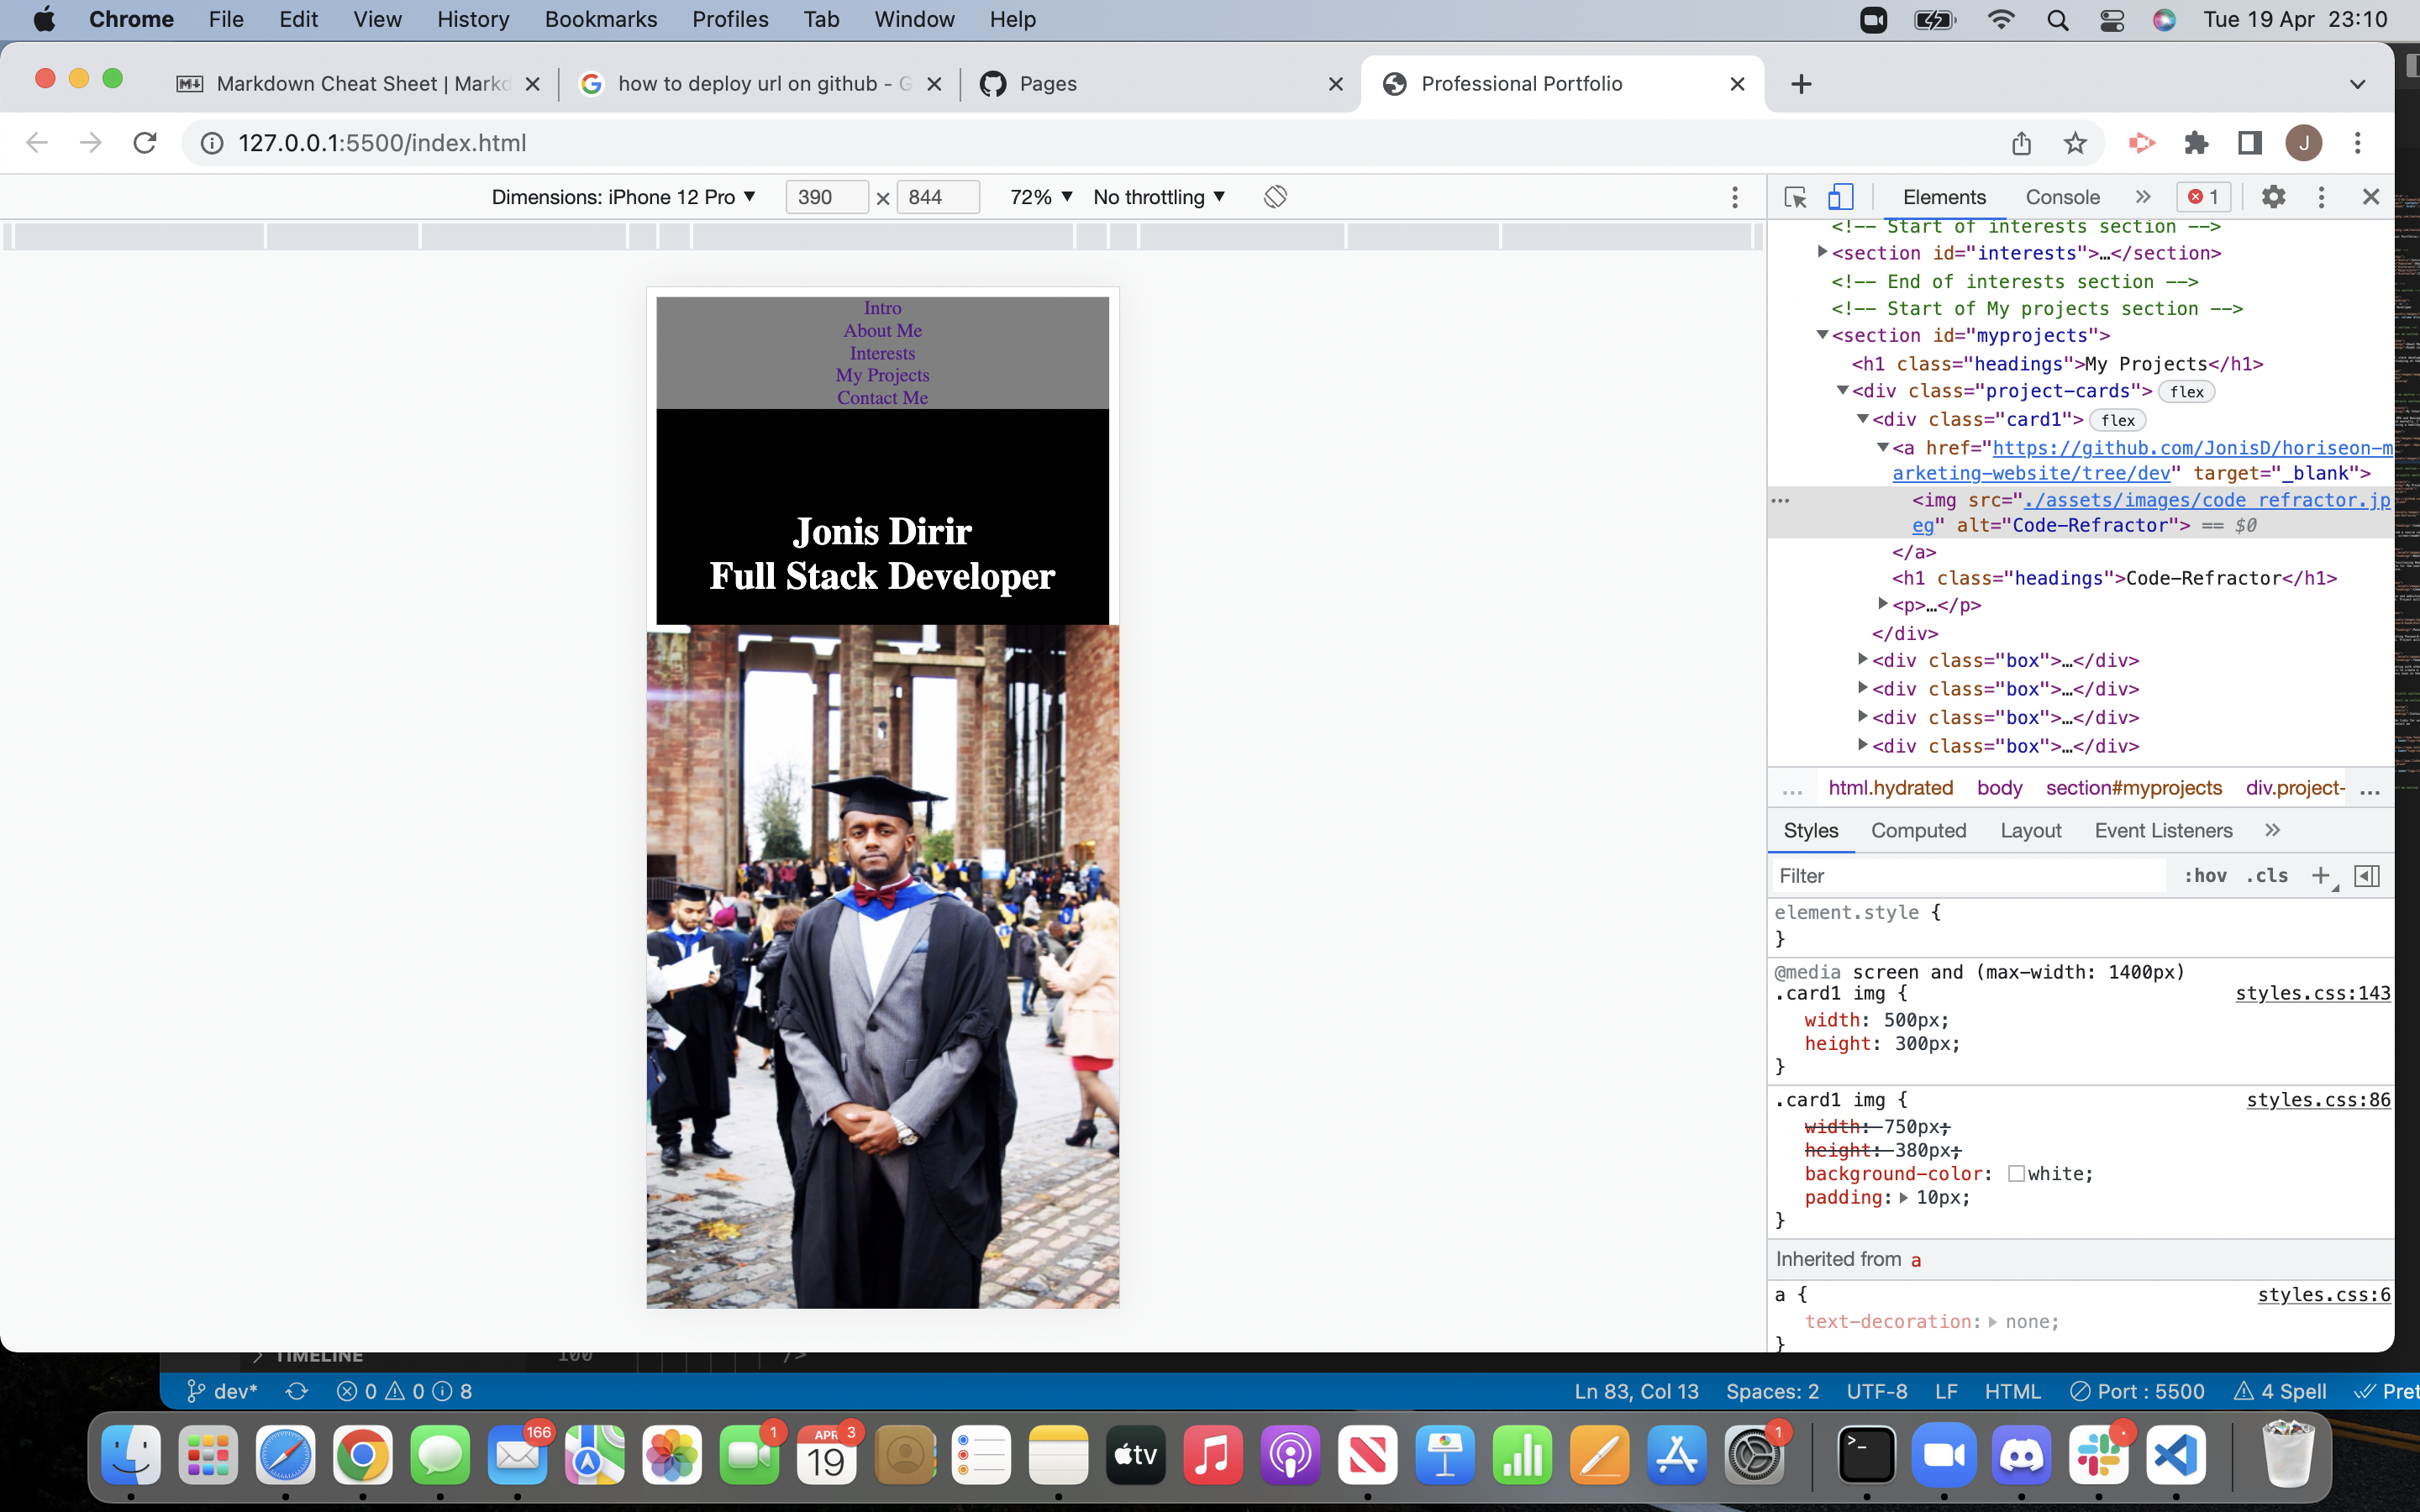 Chrome File Edit View History Bookmarks Profiles Tab Window Help Tue 19 Apr 23:10
Markdown Cheat Sheet | Markd how to deploy url on github - G Pages Professional Portfolio
127.0.0.1:5500/index.html J
Dimensions: iPhone 12 Pro 390 × 844 72% No throttling Elements Console 1
<!-- Start of interests section -->
<section id="interests">…</section>
<!-- End of interests section -->
<!-- Start of My projects section -->
<section id="myprojects">
<h1 class="headings">My Projects</h1>
<div class="project-cards"> flex
<div class="card1"> flex
<a href="https://github.com/JonisD/horiseon-m
arketing-website/tree/dev" target="_blank">
<img src="./assets/images/code_refractor.jp
eg" alt="Code-Refractor"> == $0
</a>
<h1 class="headings">Code-Refractor</h1>
<p>…</p>
</div>
<div class="box">…</div>
<div class="box">…</div>
<div class="box">…</div>
<div class="box">…</div>
… html.hydrated body section#myprojects div.project- …
Styles Computed Layout Event Listeners
Filter :hov .cls
element.style {
}
@media screen and (max-width: 1400px)
.card1 img { styles.css:143
width: 500px;
height: 300px;
}
.card1 img { styles.css:86
width: 750px;
height: 380px;
background-color: white;
padding: 10px;
}
Inherited from a
a { styles.css:6
text-decoration: none;
}
Intro
About Me
Interests
My Projects
Contact Me
Jonis Dirir
Full Stack Developer
TIMELINE 100 />
dev* 0 0 8 Ln 83, Col 13 Spaces: 2 UTF-8 LF HTML Port : 5500 4 Spell Pret
166 1 APR 3 19 tv 1